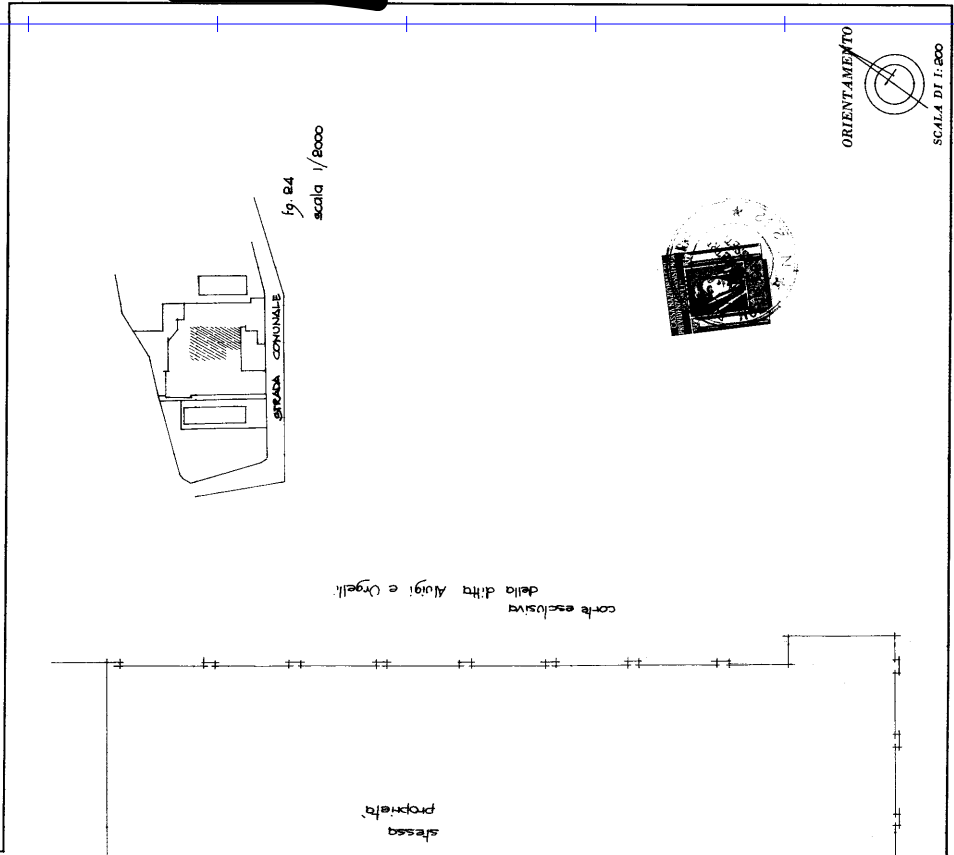 ORIENTAMENTO
SCALA DI 1:200
fg. 24
scala 1/2000
STRADA COMUNALE
corte esclusiva
della ditta Aluigi e Urgelli
stessa
proprietà